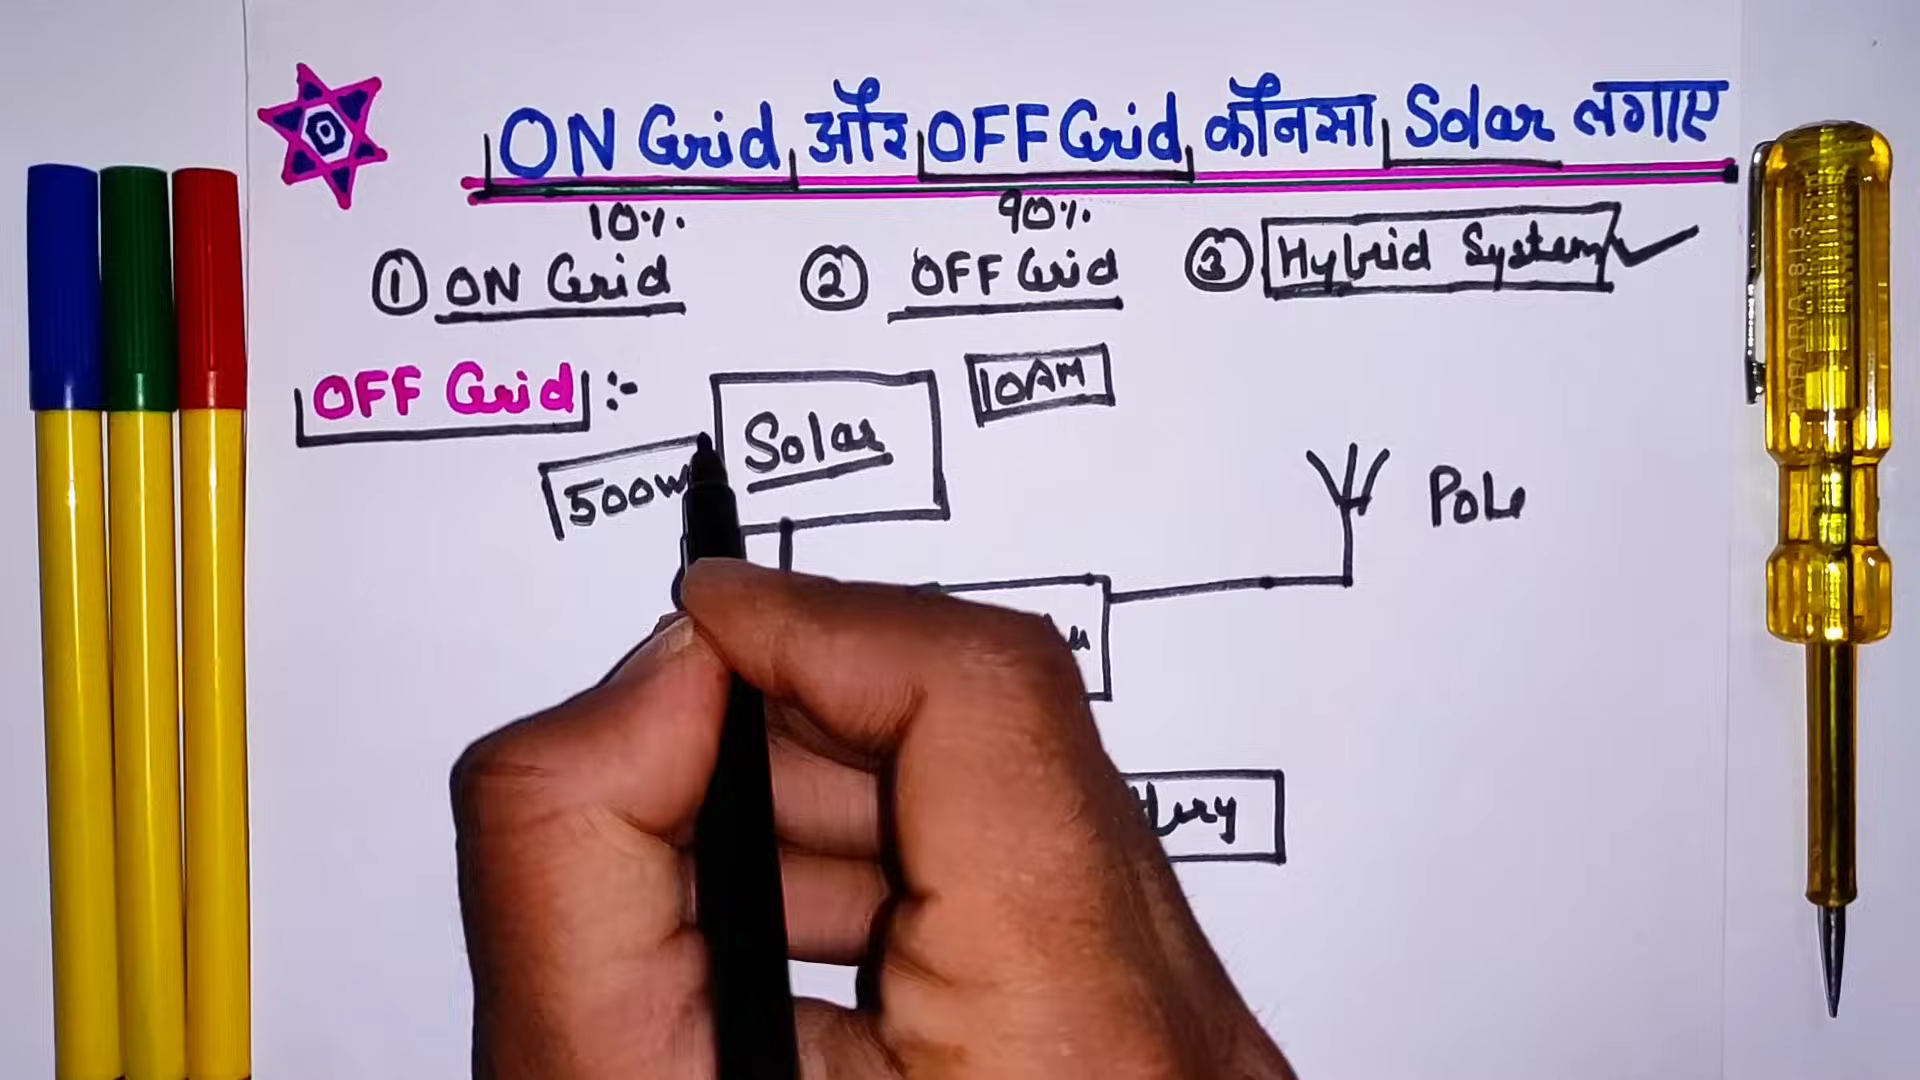 ON Grid और OFF Grid कौनसा Solar लगाए
10% 90%
① ON Grid ② OFF Grid ③ Hybrid System
OFF Grid :-
Solar
10AM
500W
Pole